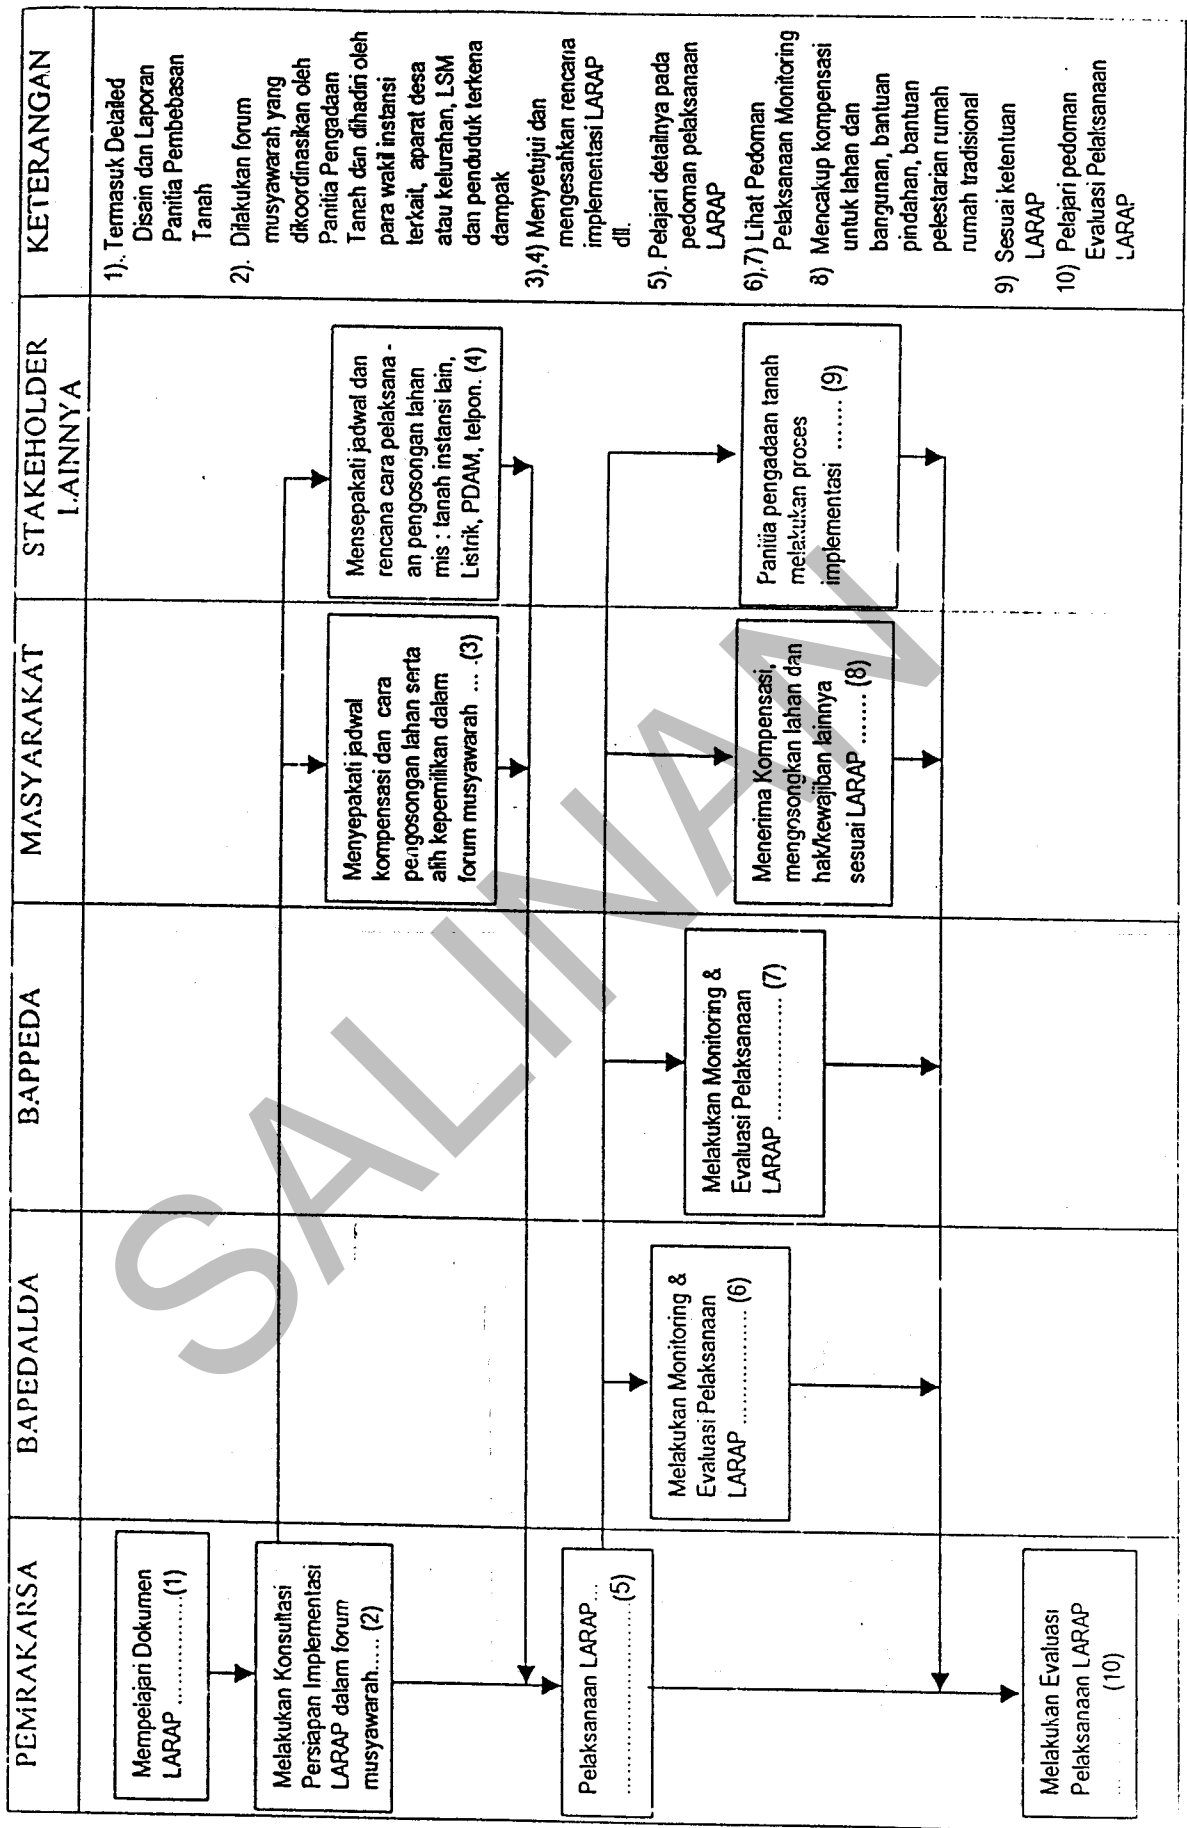 PEMRAKARSA
BAPEDALDA
BAPPEDA
MASYARAKAT
STAKEHOLDER
LAINNYA
KETERANGAN
Mempelajari Dokumen
LARAP ...............(1)
Melakukan Konsultasi
Persiapan Implementasi
LARAP dalam forum
musyawarah.... (2)
Menyepakati jadwal
kompensasi dan cara
pengosongan lahan serta
alih kepemilikan dalam
forum musyawarah ... .(3)
Mensepakati jadwal dan
rencana cara pelaksana -
an pengosongan lahan
mis : tanah instansi lain,
Listrik, PDAM, telpon. (4)
Pelaksanaan LARAP...
..............................(5)
Melakukan Monitoring &
Evaluasi Pelaksanaan
LARAP ................... (6)
Melakukan Monitoring &
Evaluasi Pelaksanaan
LARAP ................... (7)
Menerima Kompensasi,
mengosongkan lahan dan
hak/kewajiban lainnya
sesuai LARAP ........ (8)
Panitia pengadaan tanah
melakukan proses
implementasi ....... (9)
Melakukan Evaluasi
Pelaksanaan LARAP
... ........... (10)
1). Termasuk Detailed
Disain dan Laporan
Panitia Pembebasan
Tanah
2). Dilakukan forum
musyawarah yang
dikoordinasikan oleh
Panitia Pengadaan
Tanah dan dihadiri oleh
para wakil instansi
terkait, aparat desa
atau kelurahan, LSM
dan penduduk terkena
dampak
3),4) Menyetujui dan
mengesahkan rencana
implementasi LARAP
dll.
5). Pelajari detailnya pada
pedoman pelaksanaan
LARAP
6),7) Lihat Pedoman
Pelaksanaan Monitoring
8) Mencakup kompensasi
untuk lahan dan
bangunan, bantuan
pindahan, bantuan
pelestarian rumah
rumah tradisional
9) Sesuai ketentuan
LARAP
10) Pelajari pedoman
Evaluasi Pelaksanaan
LARAP
SALINAN